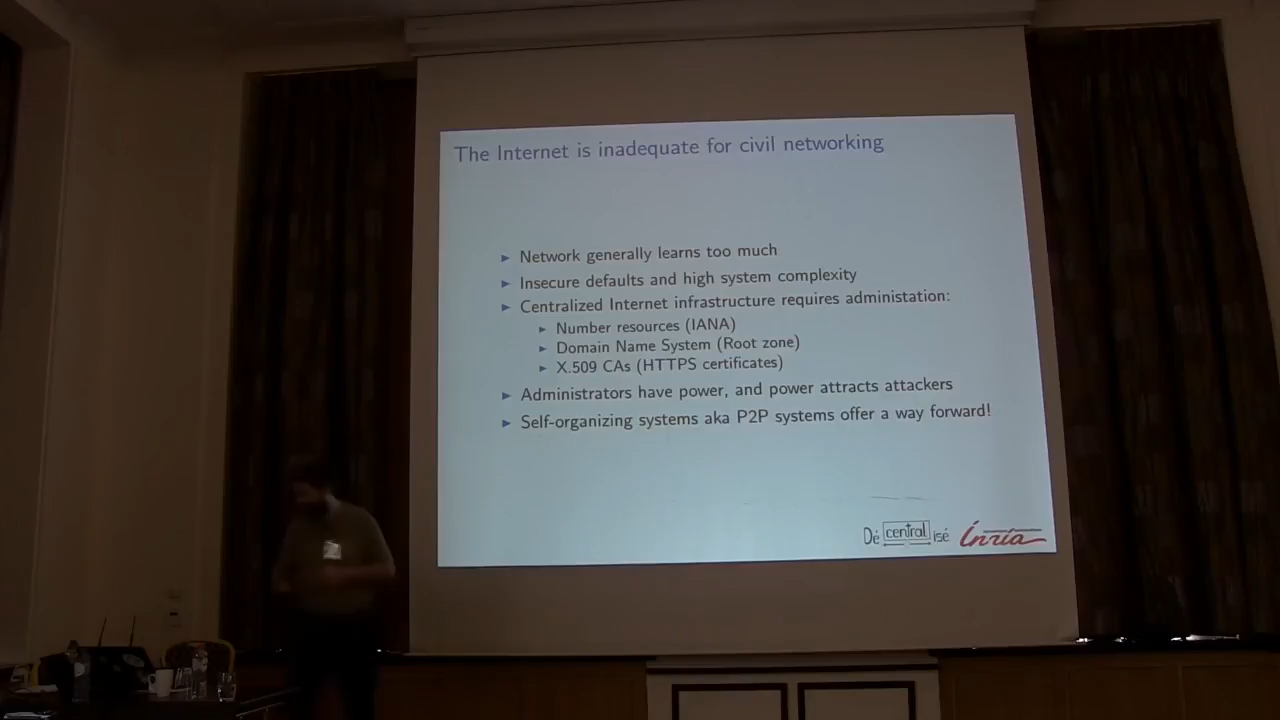 The Internet is inadequate for civil networking
► Network generally learns too much
► Insecure defaults and high system complexity
► Centralized Internet infrastructure requires administation:
► Number resources (IANA)
► Domain Name System (Root zone)
► X.509 CAs (HTTPS certificates)
► Administrators have power, and power attracts attackers
► Self-organizing systems aka P2P systems offer a way forward!
Dé central isé Inria